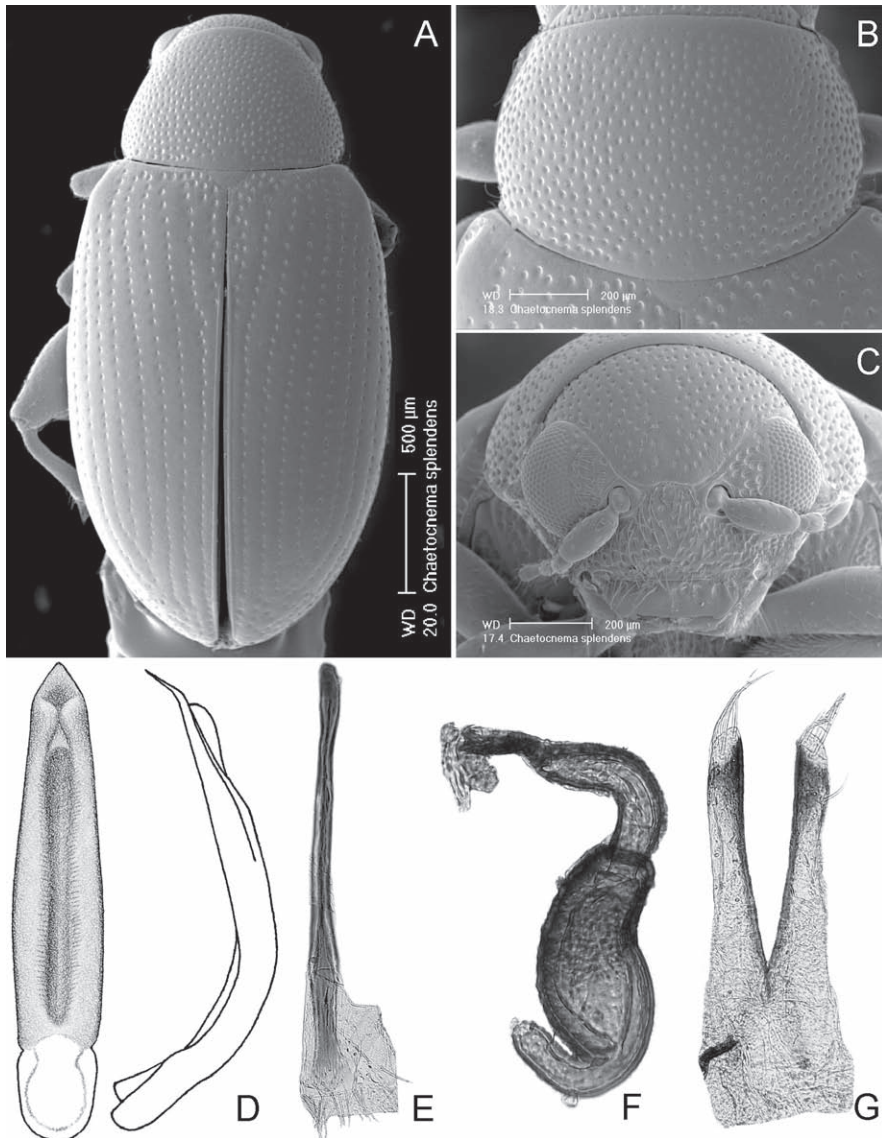 A
500 µm
WD
20.0 Chaetocnema splendens
B
WD 200 µm
18.3 Chaetocnema splendens
C
WD 200 µm
17.4 Chaetocnema splendens
D
E
F
G